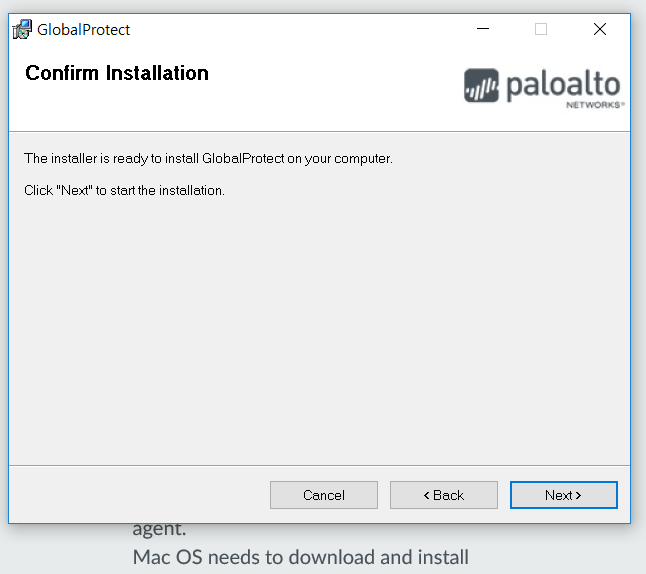 GlobalProtect
Confirm Installation
paloalto
NETWORKS®
The installer is ready to install GlobalProtect on your computer.
Click "Next" to start the installation.
Cancel
< Back
Next >
agent.
Mac OS needs to download and install